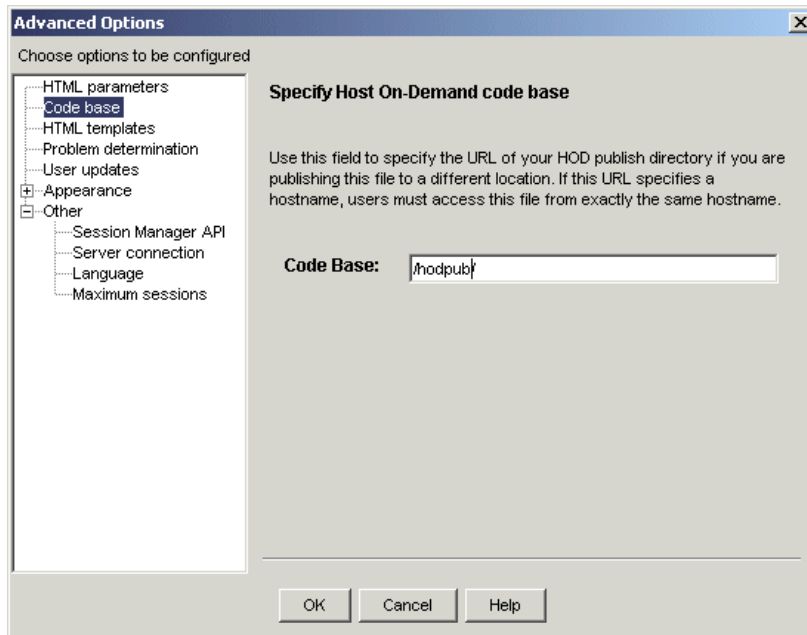 Advanced Options
Choose options to be configured
HTML parameters
Code base
HTML templates
Problem determination
User updates
Appearance
Other
Session Manager API
Server connection
Language
Maximum sessions
Specify Host On-Demand code base
Use this field to specify the URL of your HOD publish directory if you are
publishing this file to a different location. If this URL specifies a
hostname, users must access this file from exactly the same hostname.
Code Base:
/hodpub/
OK
Cancel
Help